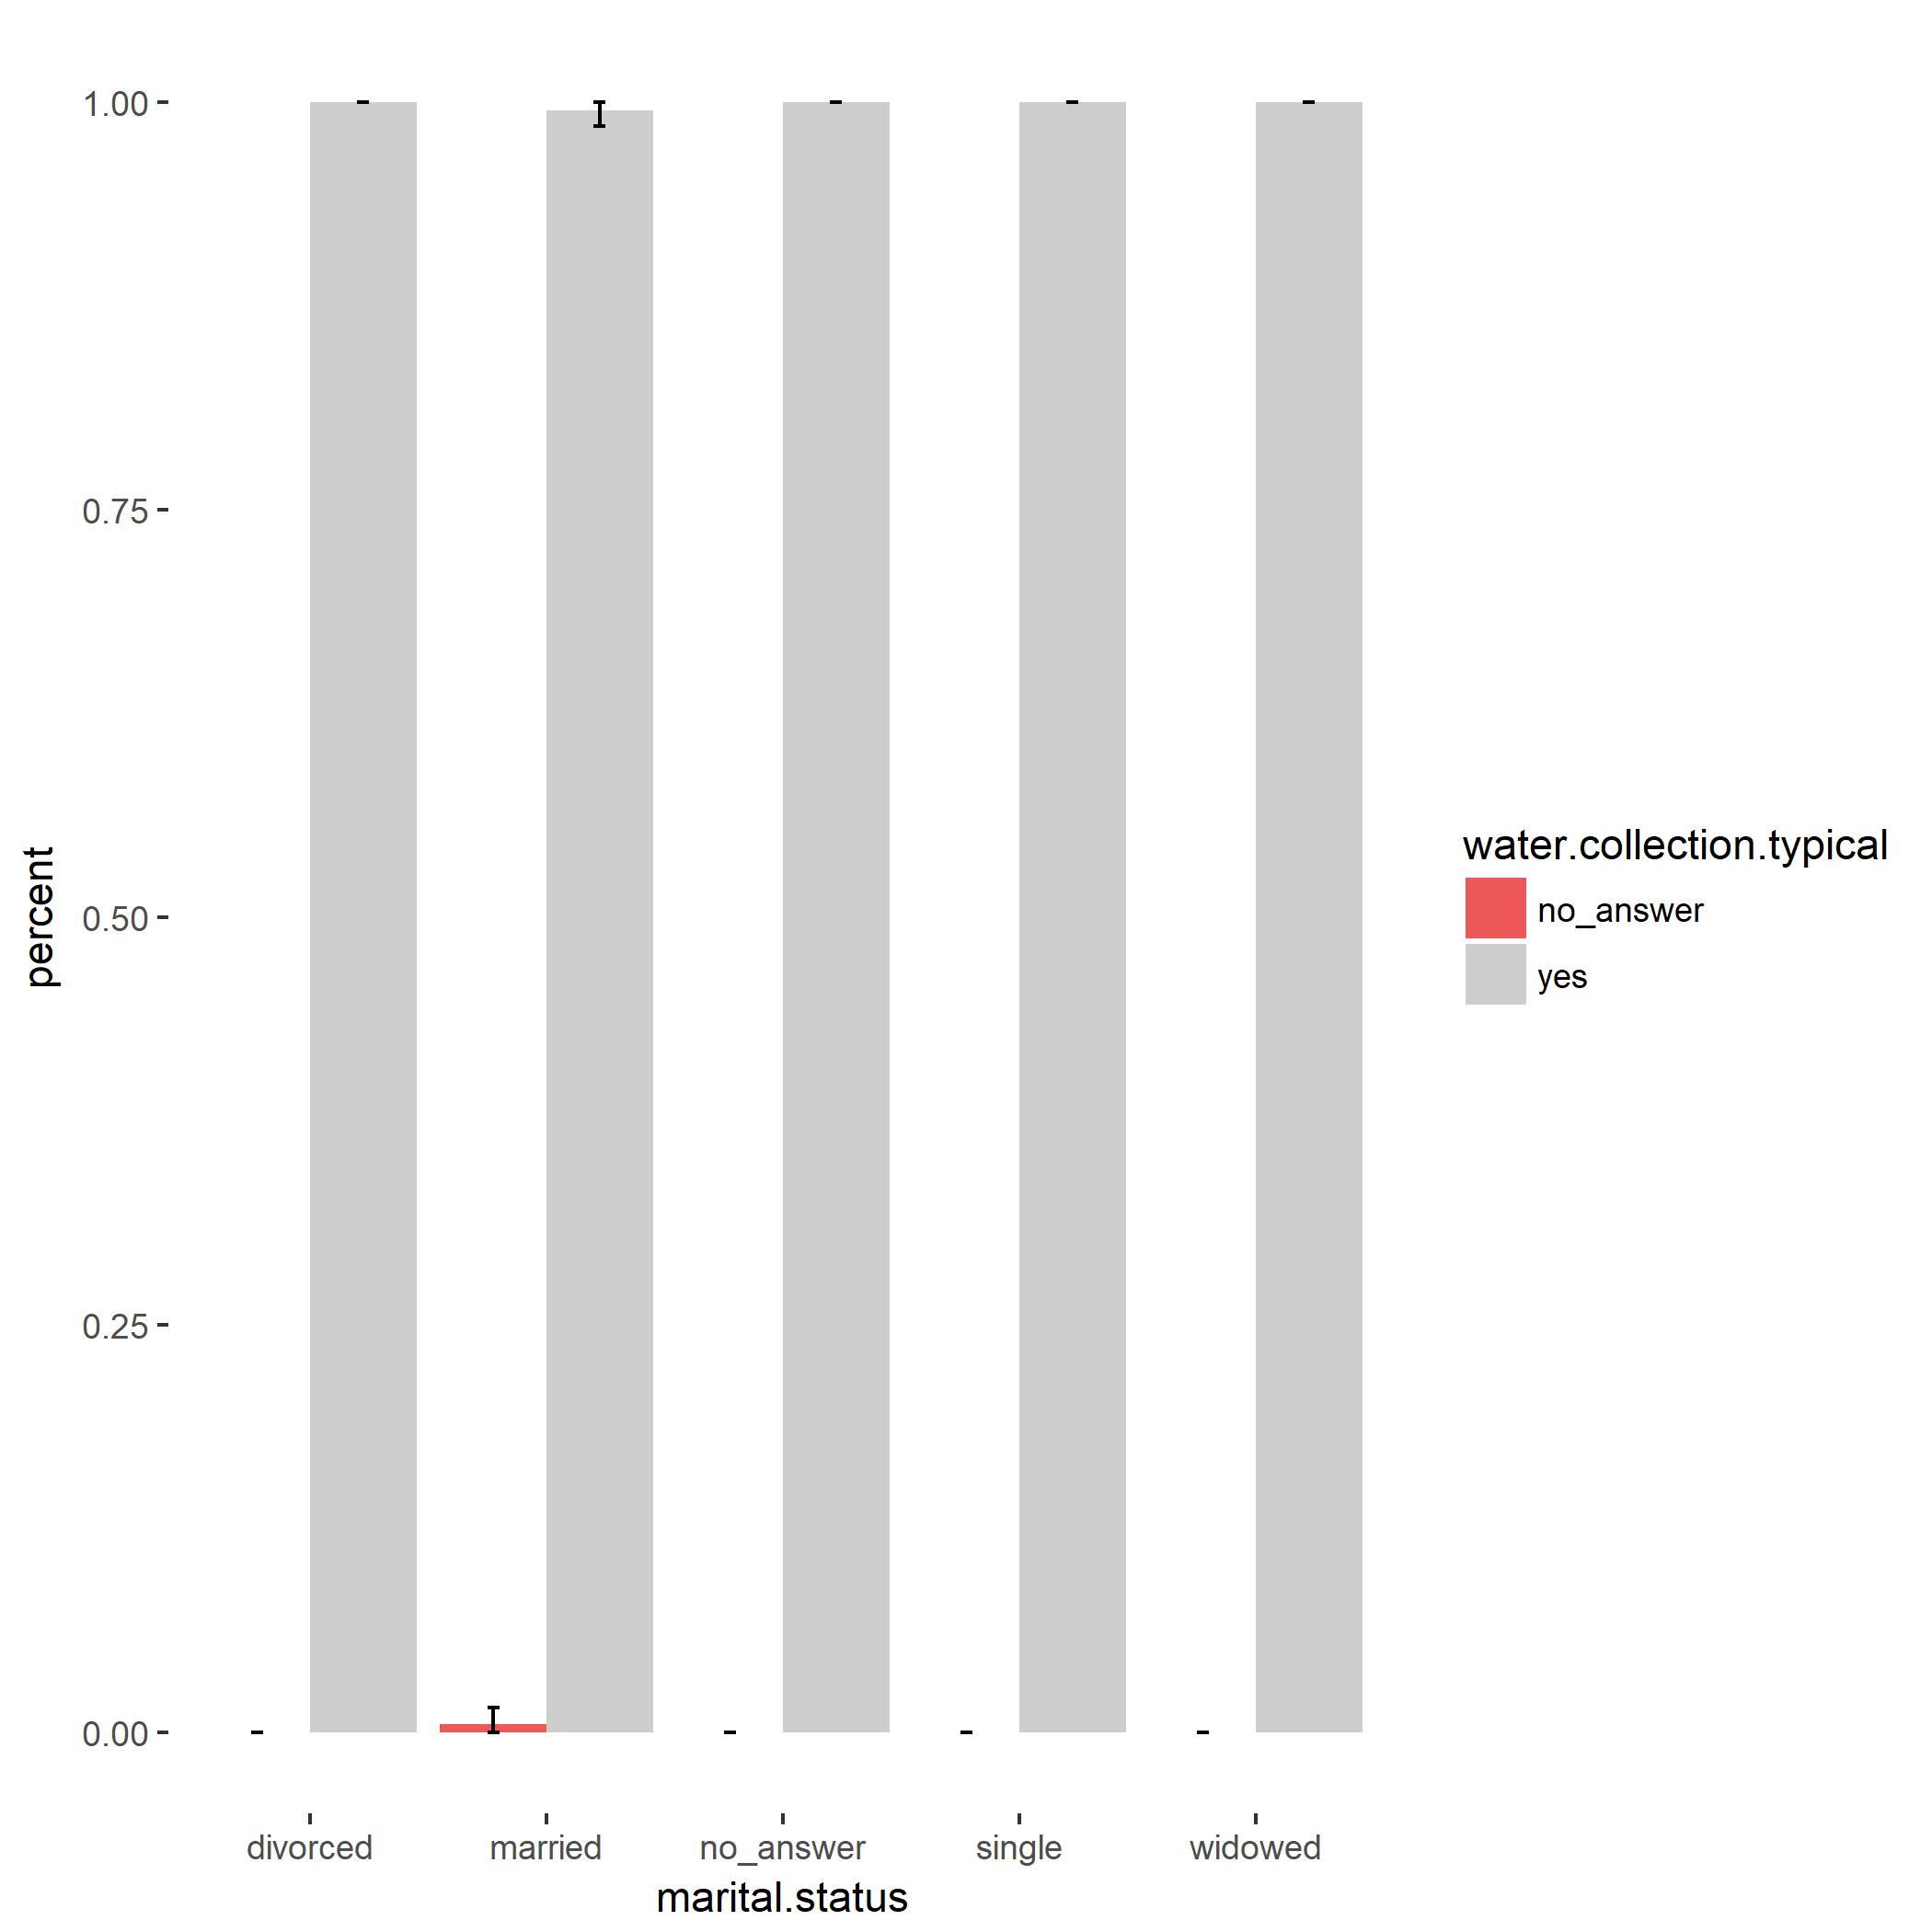 1.00
0.75
0.50
0.25
0.00
percent
divorced married no_answer single widowed
marital.status
water.collection.typical
no_answer
yes